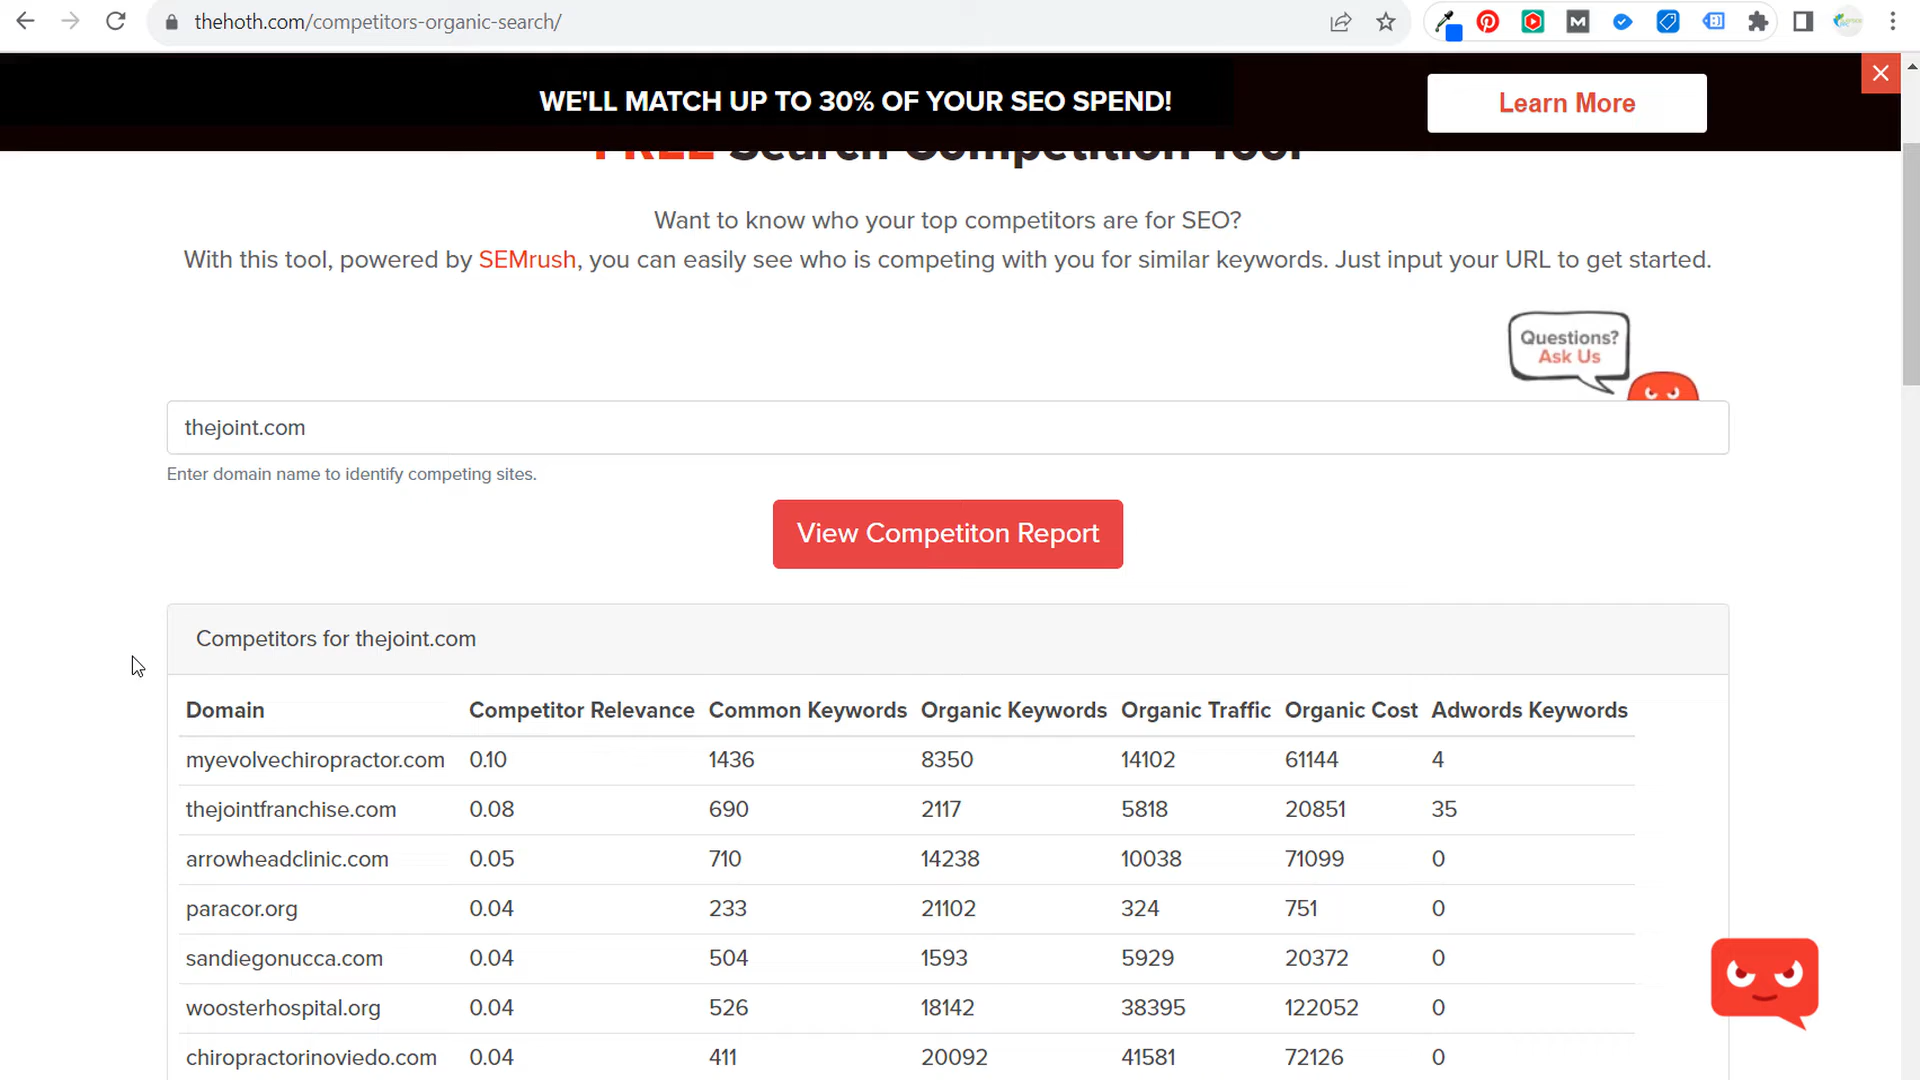 thehoth.com/competitors-organic-search/
WE'LL MATCH UP TO 30% OF YOUR SEO SPEND!
Learn More
FREE Search Competition Tool
Want to know who your top competitors are for SEO?
With this tool, powered by SEMrush, you can easily see who is competing with you for similar keywords. Just input your URL to get started.
Questions?
Ask Us
thejoint.com
Enter domain name to identify competing sites.
View Competiton Report
Competitors for thejoint.com
Domain Competitor Relevance Common Keywords Organic Keywords Organic Traffic Organic Cost Adwords Keywords
myevolvechiropractor.com 0.10 1436 8350 14102 61144 4
thejointfranchise.com 0.08 690 2117 5818 20851 35
arrowheadclinic.com 0.05 710 14238 10038 71099 0
paracor.org 0.04 233 21102 324 751 0
sandiegonucca.com 0.04 504 1593 5929 20372 0
woosterhospital.org 0.04 526 18142 38395 122052 0
chiropractorinoviedo.com 0.04 411 20092 41581 72126 0